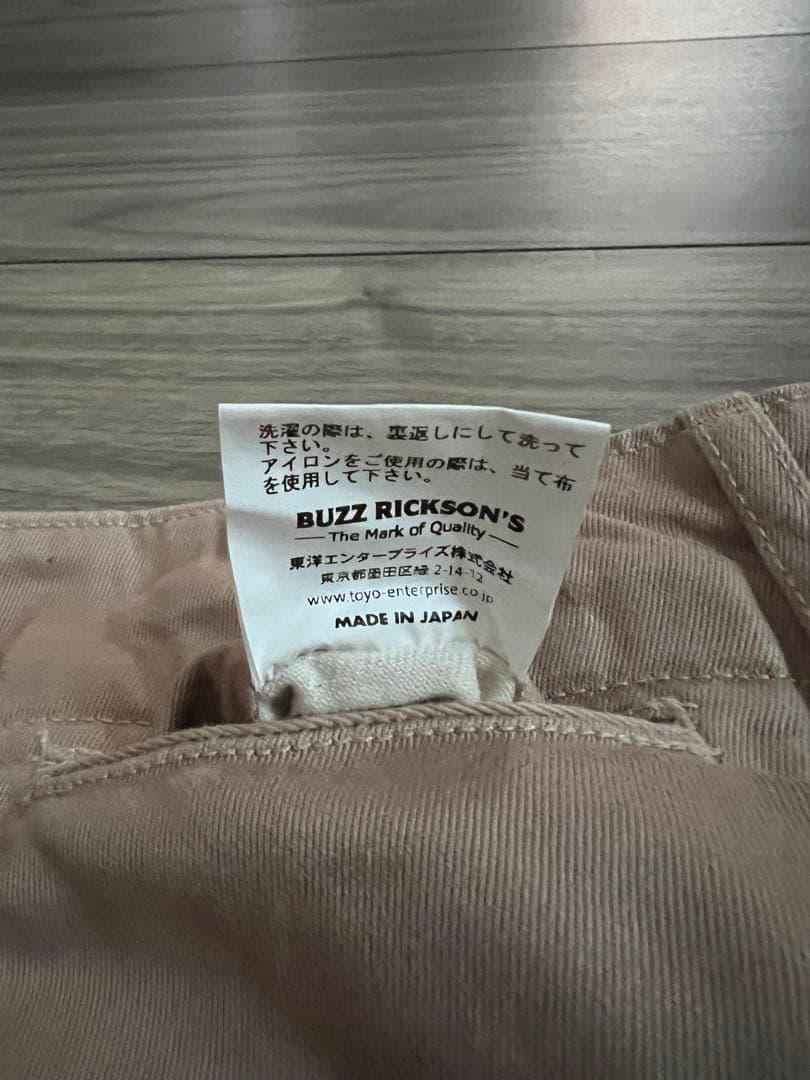 洗濯の際は、裏返しにして洗って
下さい。
アイロンをご使用の際は、当て布
を使用して下さい。
BUZZ RICKSON'S
The Mark of Quality
東洋エンタープライズ株式会社
東京都墨田区緑 2-14-12
www.toyo-enterprise.co.jp
MADE IN JAPAN